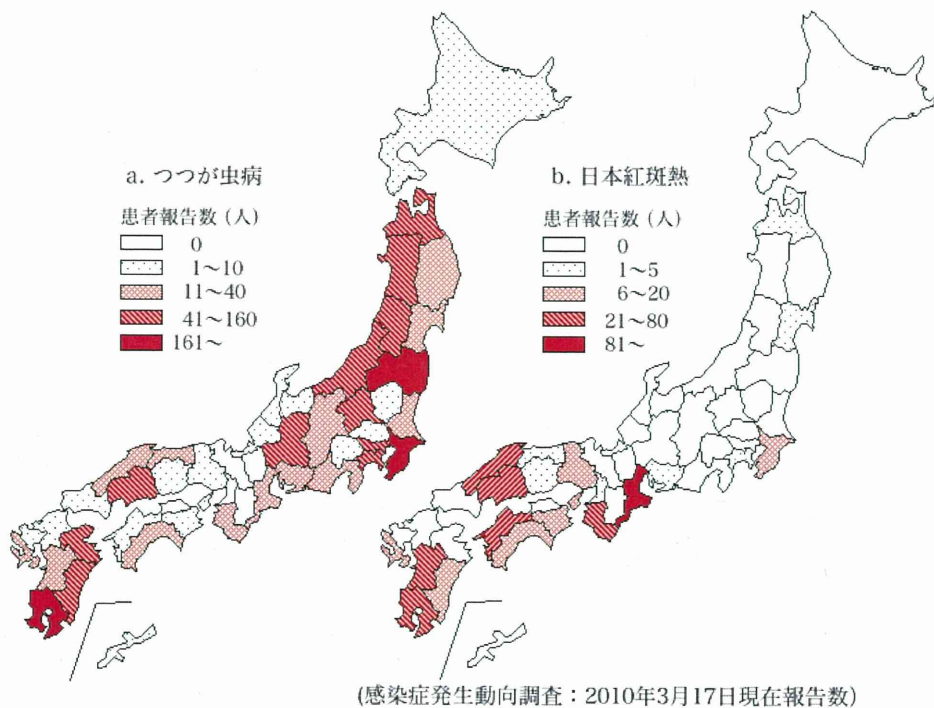 a. つつが虫病
患者報告数 (人)
0
1～10
11～40
41～160
161～
b. 日本紅斑熱
患者報告数 (人)
0
1～5
6～20
21～80
81～
(感染症発生動向調査：2010年3月17日現在報告数)